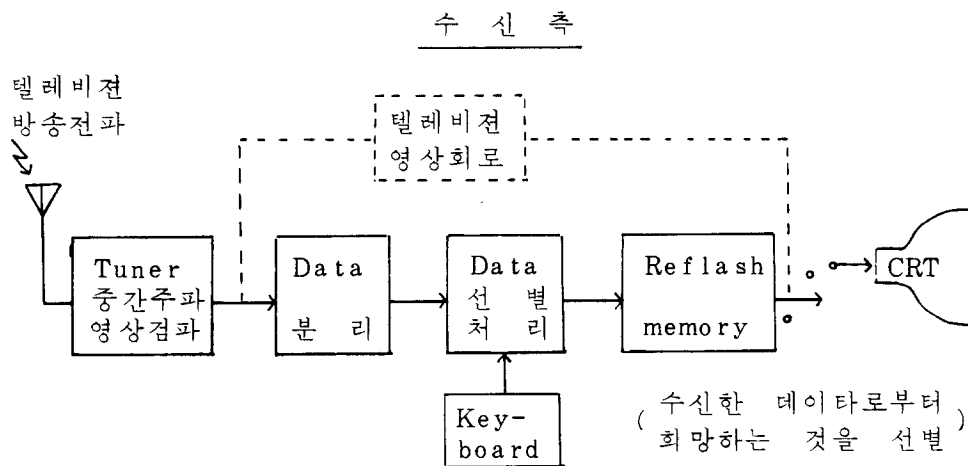 수 신 측
텔레비젼
방송전파
텔레비젼
영상회로
Tuner
중간주파
영상검파
Data
분 리
Data
선 별
처 리
Reflash
memory
CRT
Key-
board
( 수신한 데이타로부터
희망하는 것을 선별 )